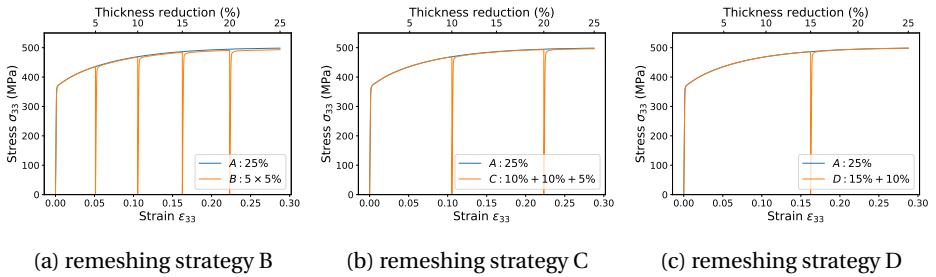 Thickness reduction (%)
5 10 15 20 25
Stress σ33 (MPa)
500
400
300
200
100
0
A : 25%
B : 5 × 5%
0.00 0.05 0.10 0.15 0.20 0.25 0.30
Strain ε33
(a) remeshing strategy B
Thickness reduction (%)
5 10 15 20 25
Stress σ33 (MPa)
500
400
300
200
100
0
A : 25%
C : 10% + 10% + 5%
0.00 0.05 0.10 0.15 0.20 0.25 0.30
Strain ε33
(b) remeshing strategy C
Thickness reduction (%)
5 10 15 20 25
Stress σ33 (MPa)
500
400
300
200
100
0
A : 25%
D : 15% + 10%
0.00 0.05 0.10 0.15 0.20 0.25 0.30
Strain ε33
(c) remeshing strategy D